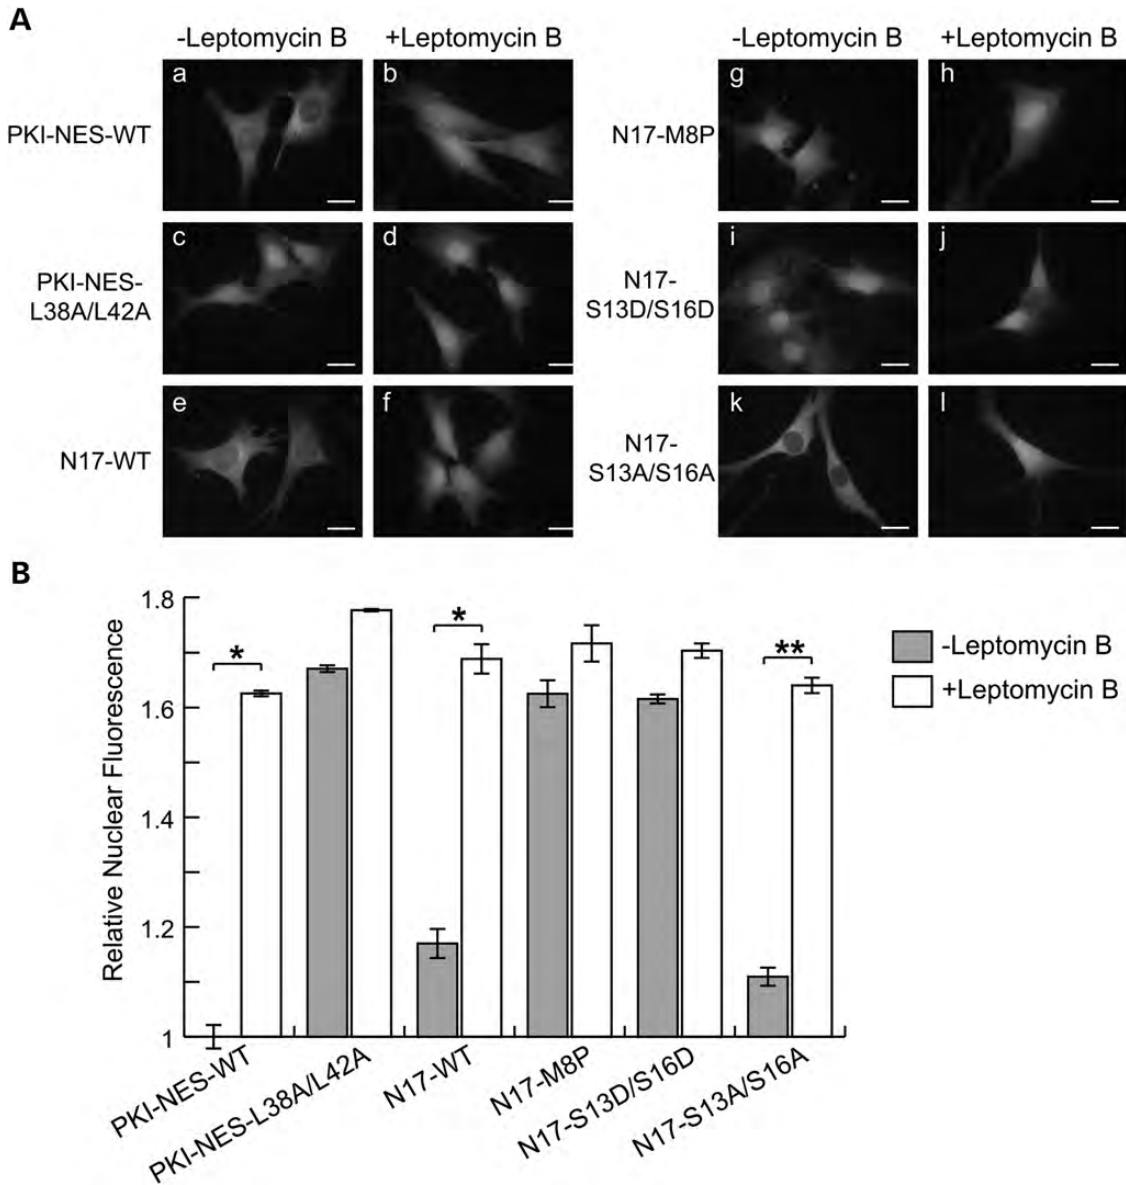 A
-Leptomycin B +Leptomycin B -Leptomycin B +Leptomycin B
a b g h
PKI-NES-WT N17-M8P
c d i j
PKI-NES-
L38A/L42A
N17-
S13D/S16D
e f k l
N17-WT
N17-
S13A/S16A
B
Relative Nuclear Fluorescence
1.8
1.6
1.4
1.2
1
* * **
-Leptomycin B
+Leptomycin B
PKI-NES-WT
PKI-NES-L38A/L42A
N17-WT
N17-M8P
N17-S13D/S16D
N17-S13A/S16A